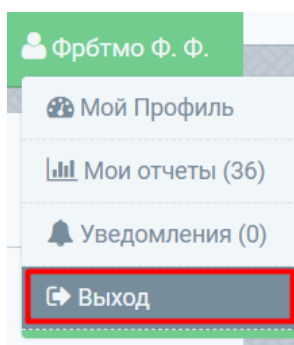 Фрбтмо Ф. Ф.
Мой Профиль
Мои отчеты (36)
Уведомления (0)
Выход